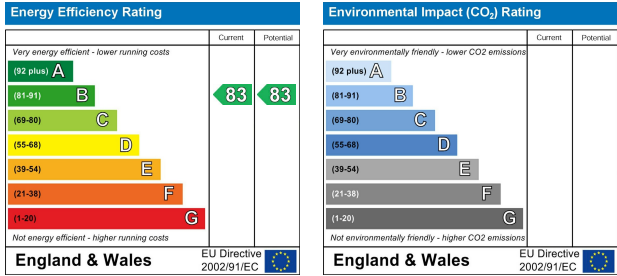 Energy Efficiency Rating
Current Potential
Very energy efficient - lower running costs
(92 plus) A
(81-91) B 83 83
(69-80) C
(55-68) D
(39-54) E
(21-38) F
(1-20) G
Not energy efficient - higher running costs
England & Wales
EU Directive
2002/91/EC
Environmental Impact (CO2) Rating
Current Potential
Very environmentally friendly - lower CO2 emissions
(92 plus) A
(81-91) B
(69-80) C
(55-68) D
(39-54) E
(21-38) F
(1-20) G
Not environmentally friendly - higher CO2 emissions
England & Wales
EU Directive
2002/91/EC